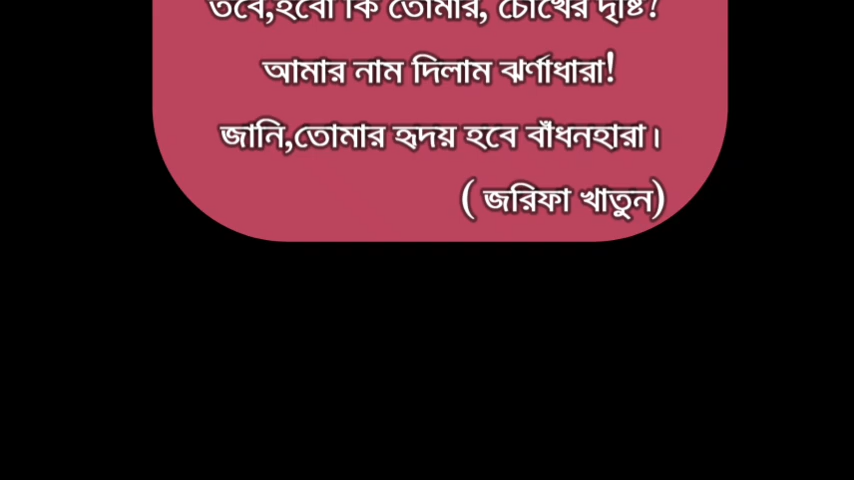 তবে,হবো কি তোমার, চোখের দৃষ্টি?
আমার নাম দিলাম ঝর্ণাধারা!
জানি,তোমার হৃদয় হবে বাঁধনহারা।
( জরিফা খাতুন)